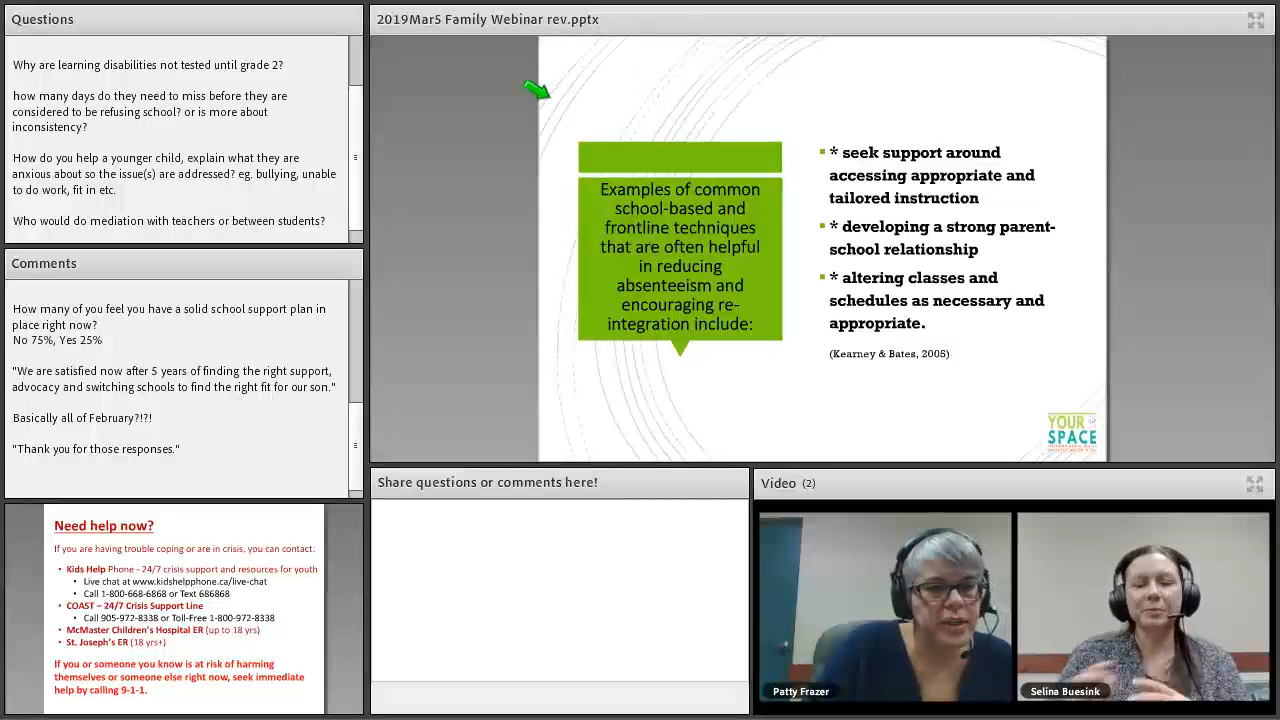 Questions
Why are learning disabilities not tested until grade 2?
how many days do they need to miss before they are
considered to be refusing school? or is more about
inconsistency?
How do you help a younger child, explain what they are
anxious about so the issue(s) are addressed? eg. bullying, unable
to do work, fit in etc.
Who would do mediation with teachers or between students?
Comments
How many of you feel you have a solid school support plan in
place right now?
No 75%, Yes 25%
"We are satisfied now after 5 years of finding the right support,
advocacy and switching schools to find the right fit for our son."
Basically all of February?!?!
"Thank you for those responses."
Need help now?
If you are having trouble coping or are in crisis, you can contact:
• Kids Help Phone - 24/7 crisis support and resources for youth
• Live chat at www.kidshelpphone.ca/live-chat
• Call 1-800-668-6868 or Text 686868
• COAST – 24/7 Crisis Support Line
• Call 905-972-8338 or Toll-Free 1-800-972-8338
• McMaster Children's Hospital ER (up to 18 yrs)
• St. Joseph's ER (18 yrs+)
If you or someone you know is at risk of harming
themselves or someone else right now, seek immediate
help by calling 9-1-1.
2019Mar5 Family Webinar rev.pptx
Examples of common
school-based and
frontline techniques
that are often helpful
in reducing
absenteeism and
encouraging re-
integration include:
* seek support around
accessing appropriate and
tailored instruction
* developing a strong parent-
school relationship
* altering classes and
schedules as necessary and
appropriate.
(Kearney & Bates, 2005)
YOUR
SPACE
Share questions or comments here!
Video (2)
Patty Frazer
Selina Buesink